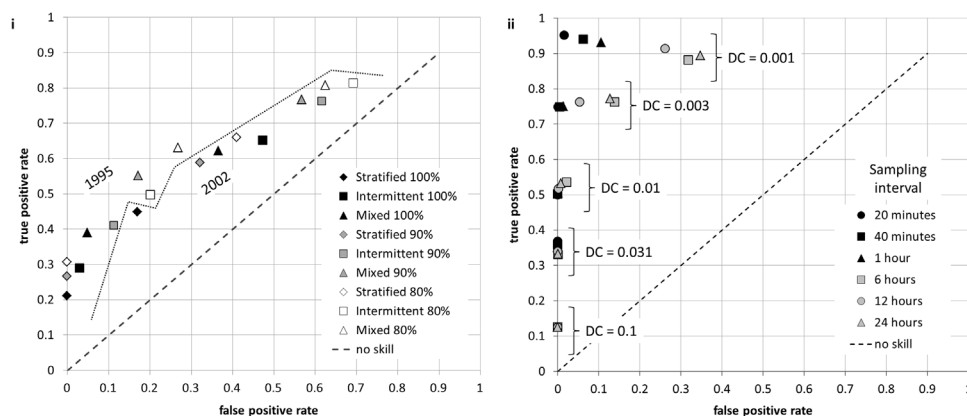 i
1
0.9
0.8
0.7
0.6
0.5
0.4
0.3
0.2
0.1
0
true positive rate
1995
2002
Stratified 100%
Intermittent 100%
Mixed 100%
Stratified 90%
Intermittent 90%
Mixed 90%
Stratified 80%
Intermittent 80%
Mixed 80%
no skill
0 0.1 0.2 0.3 0.4 0.5 0.6 0.7 0.8 0.9 1
false positive rate
ii
1
0.9
0.8
0.7
0.6
0.5
0.4
0.3
0.2
0.1
0
true positive rate
DC = 0.001
DC = 0.003
DC = 0.01
DC = 0.031
DC = 0.1
Sampling
interval
20 minutes
40 minutes
1 hour
6 hours
12 hours
24 hours
no skill
0 0.1 0.2 0.3 0.4 0.5 0.6 0.7 0.8 0.9 1
false positive rate